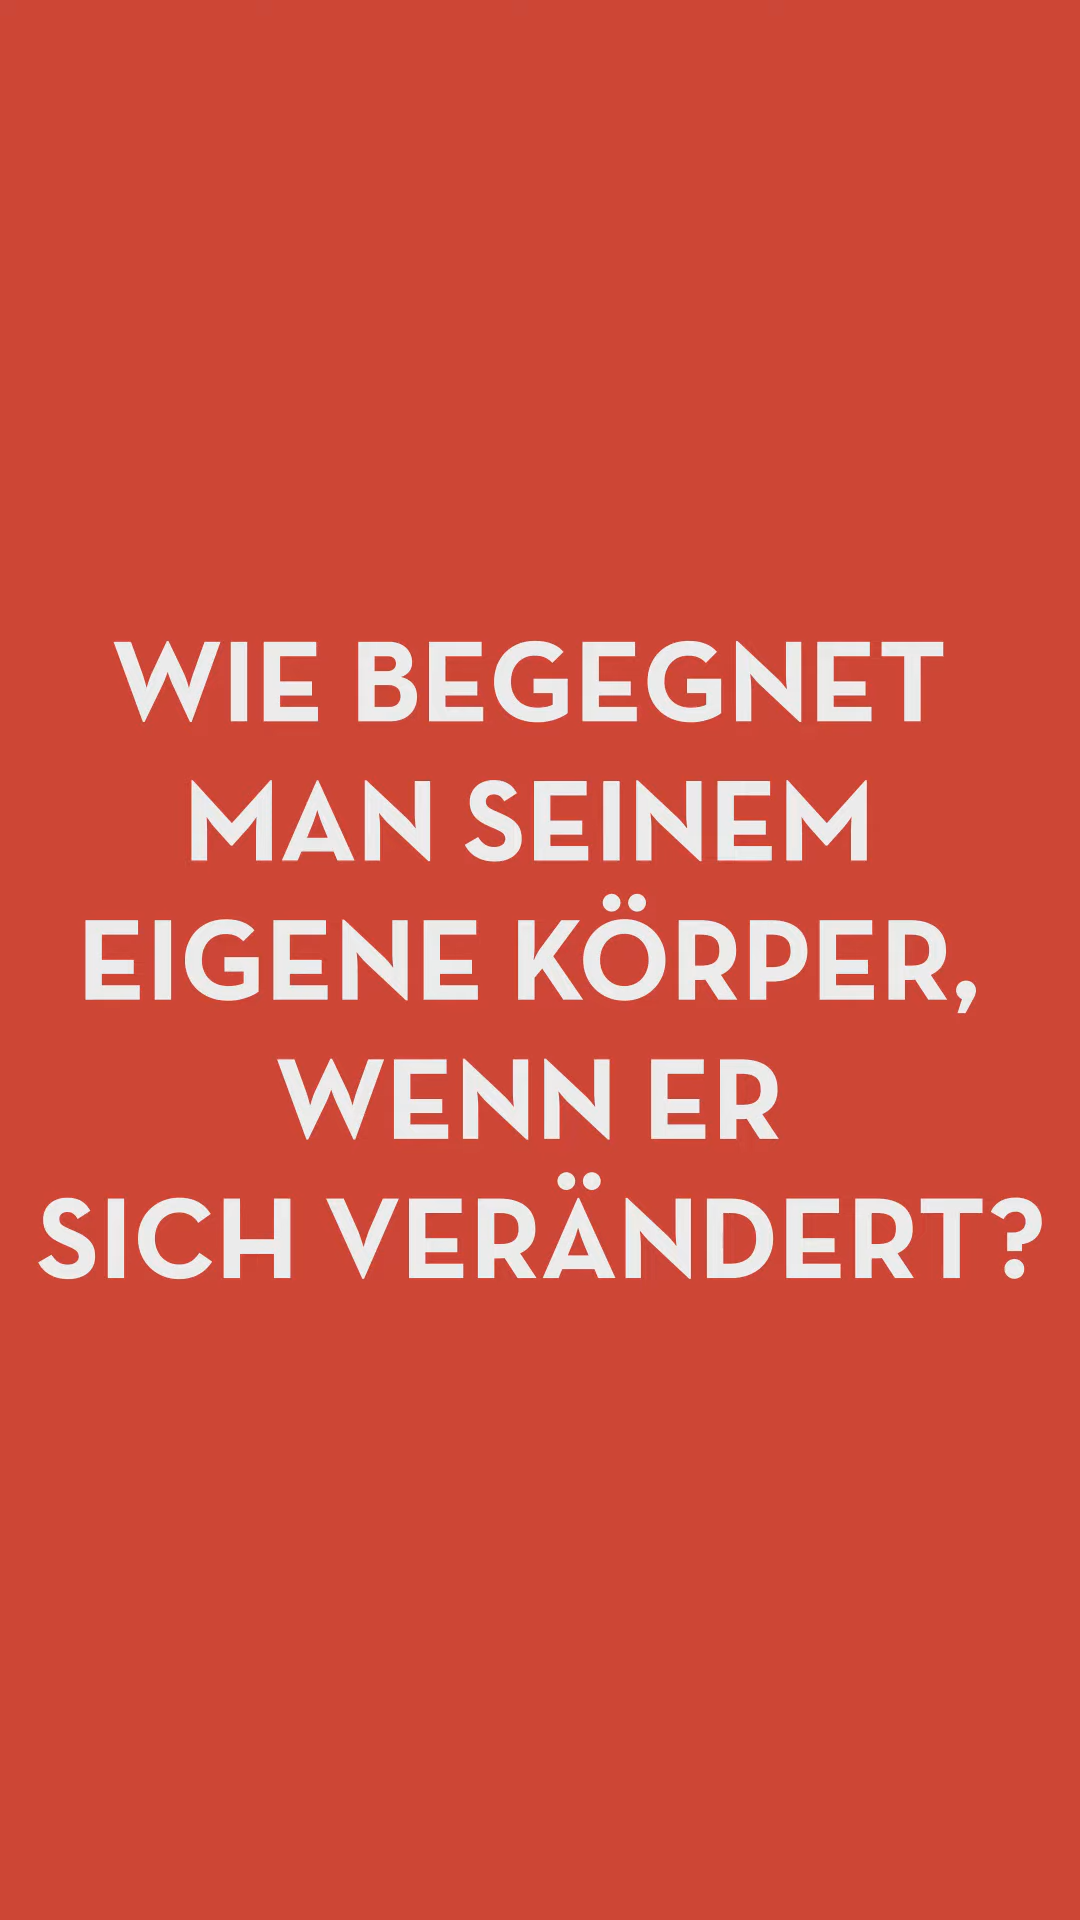 WIE BEGEGNET
MAN SEINEM
EIGENE KÖRPER,
WENN ER
SICH VERÄNDERT?